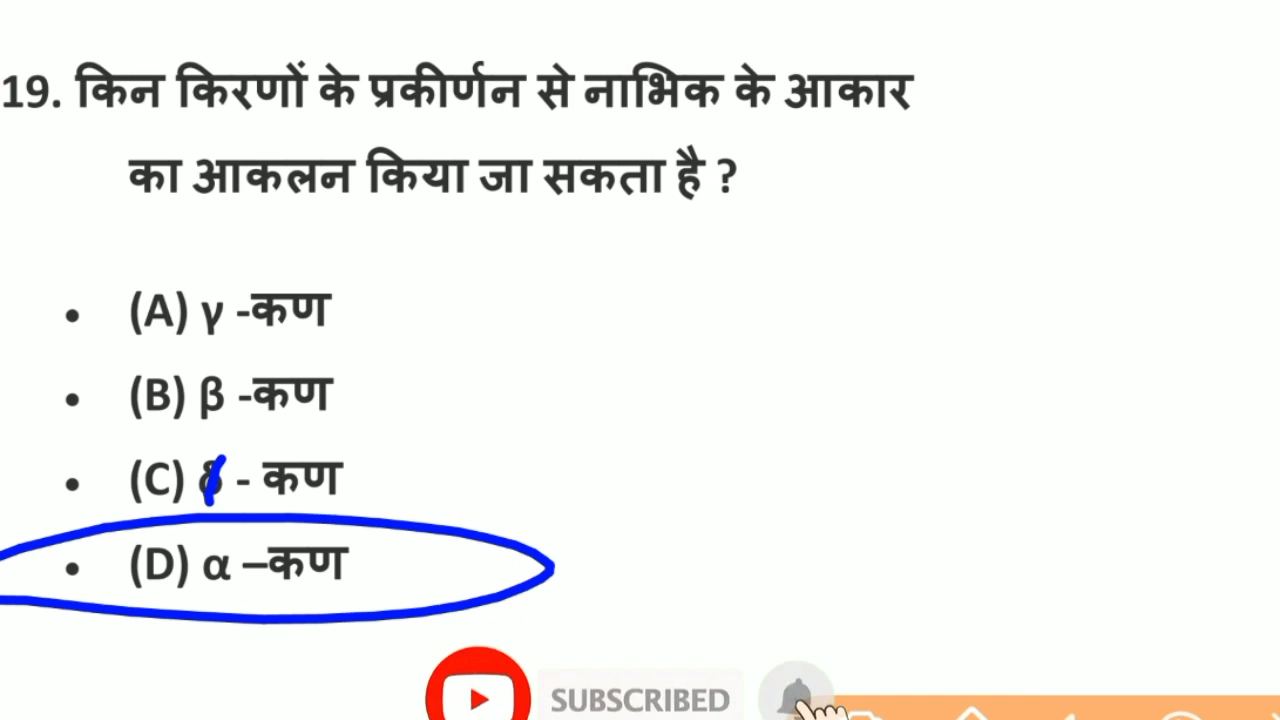 19. किन किरणों के प्रकीर्णन से नाभिक के आकार
का आकलन किया जा सकता है ?
• (A) γ -कण
• (B) β -कण
• (C) δ - कण
• (D) α –कण
SUBSCRIBED